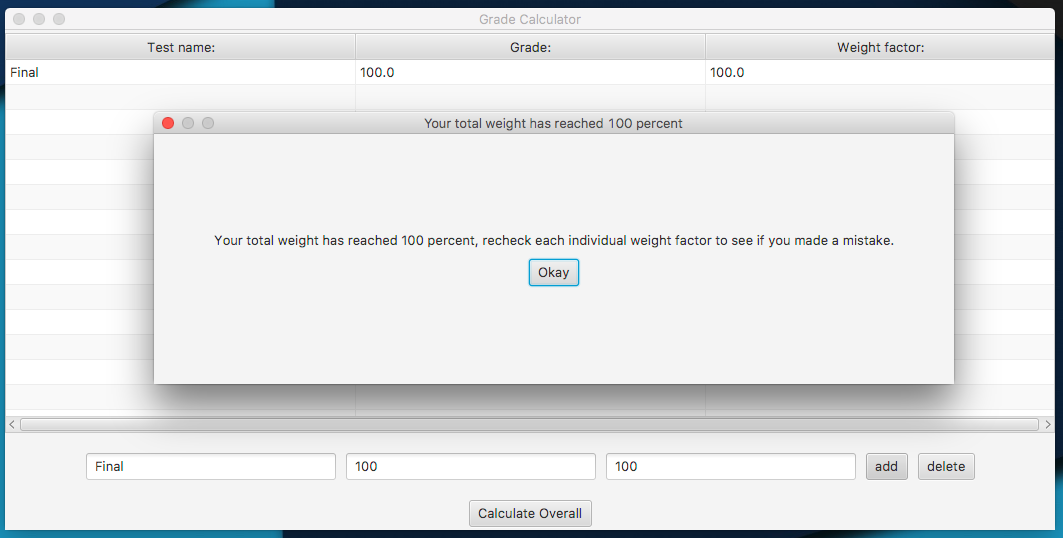 Grade Calculator
Test name: Grade: Weight factor:
Final 100.0 100.0
Your total weight has reached 100 percent
Your total weight has reached 100 percent, recheck each individual weight factor to see if you made a mistake.
Okay
Final 100 100 add delete
Calculate Overall